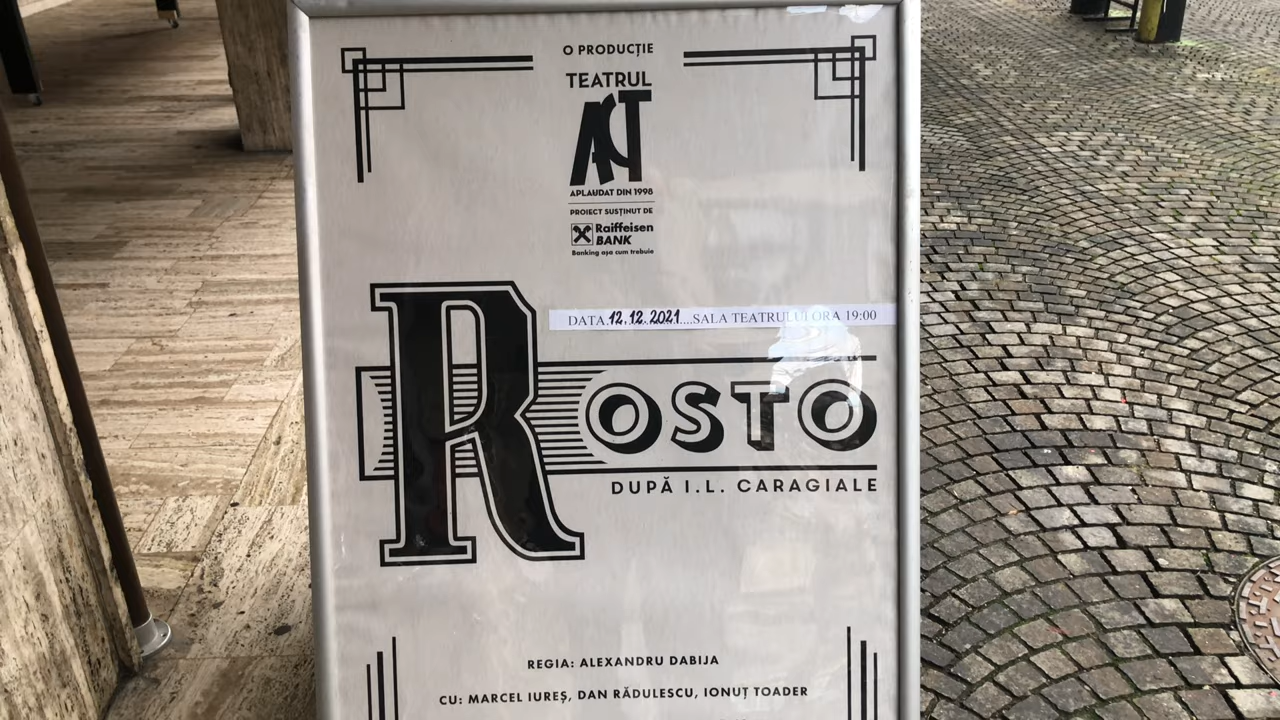 O PRODUCȚIE
TEATRUL
ACT
APLAUDAT DIN 1998
PROIECT SUSȚINUT DE
Raiffeisen
BANK
Banking așa cum trebuie
DATA.12.12.2021....SALA TEATRULUI ORA 19:00
ROSTO
DUPĂ I.L. CARAGIALE
REGIA: ALEXANDRU DABIJA
CU: MARCEL IUREȘ, DAN RĂDULESCU, IONUȚ TOADER